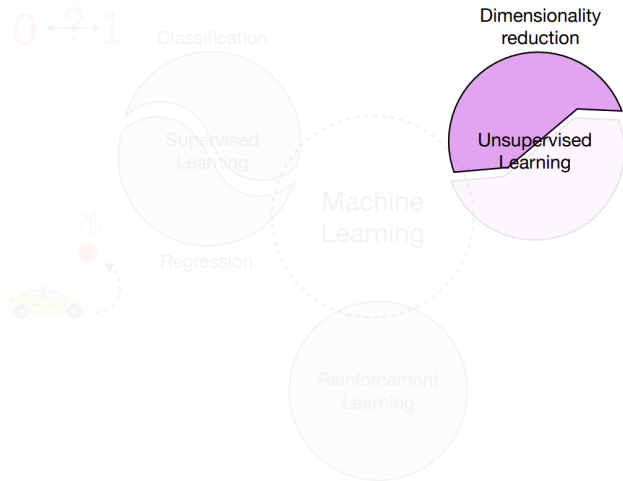 0 ? 1
Classification
Dimensionality
reduction
Supervised
Learning
Unsupervised
Learning
Machine
Learning
?$
Regression
Reinforcement
Learning